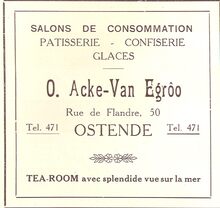 SALONS DE CONSOMMATION
PATISSERIE - CONFISERIE
GLACES
O. Acke-Van Egrôo
Rue de Flandre, 50
Tel. 471 OSTENDE Tel. 471
TEA-ROOM avec splendide vue sur la mer